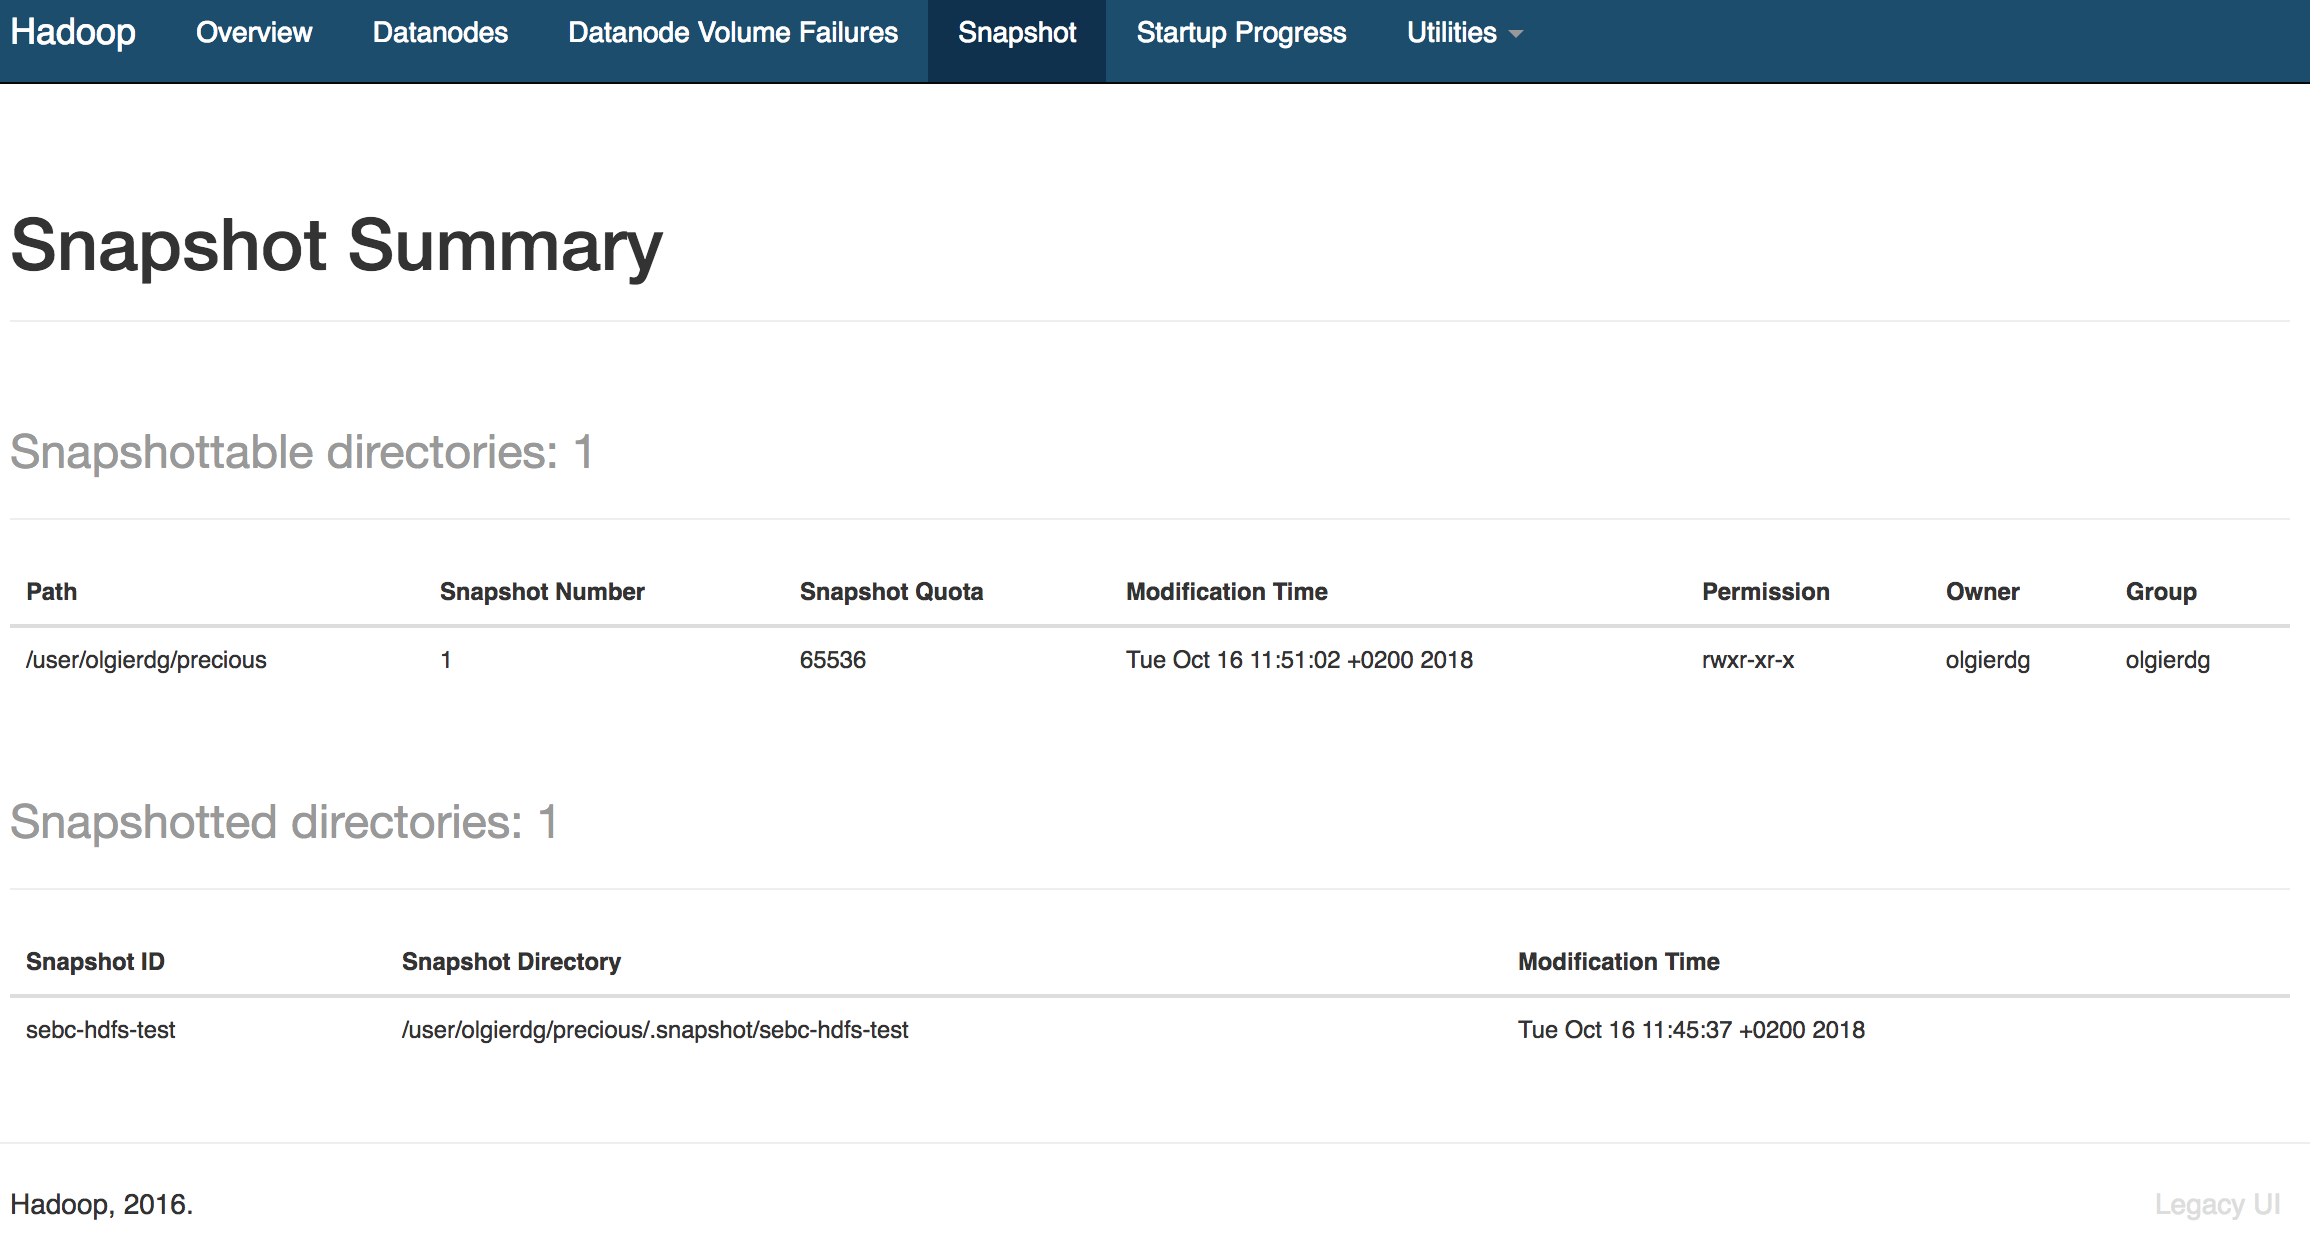 Hadoop Overview Datanodes Datanode Volume Failures Snapshot Startup Progress Utilities
Snapshot Summary
Snapshottable directories: 1
Path Snapshot Number Snapshot Quota Modification Time Permission Owner Group
/user/olgierdg/precious 1 65536 Tue Oct 16 11:51:02 +0200 2018 rwxr-xr-x olgierdg olgierdg
Snapshotted directories: 1
Snapshot ID Snapshot Directory Modification Time
sebc-hdfs-test /user/olgierdg/precious/.snapshot/sebc-hdfs-test Tue Oct 16 11:45:37 +0200 2018
Hadoop, 2016. Legacy UI